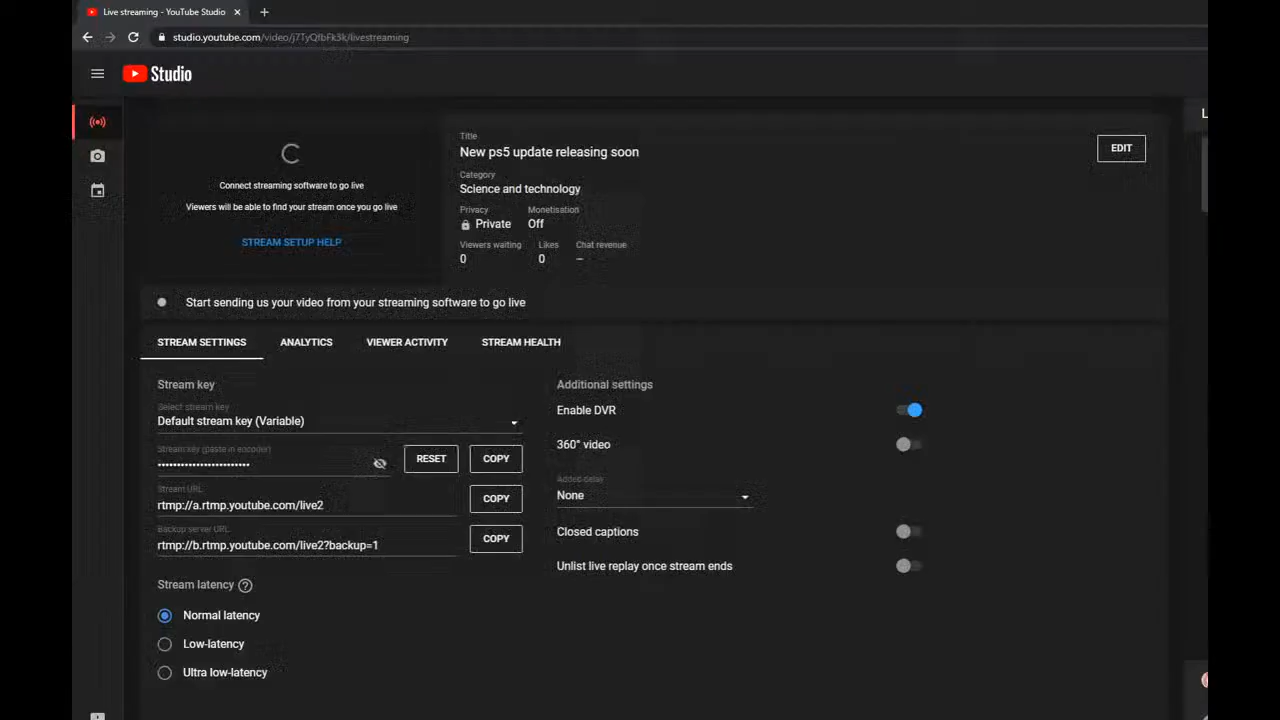 Live streaming - YouTube Studio
studio.youtube.com/video/j7TyQfbFk3k/livestreaming
Studio
L
Title
New ps5 update releasing soon
EDIT
Category
Science and technology
Privacy
Monetisation
Private
Off
Viewers waiting
Likes
Chat revenue
0
0
–
Connect streaming software to go live
Viewers will be able to find your stream once you go live
STREAM SETUP HELP
Start sending us your video from your streaming software to go live
STREAM SETTINGS
ANALYTICS
VIEWER ACTIVITY
STREAM HEALTH
Stream key
Select stream key
Default stream key (Variable)
Stream key (paste in encoder)
••••••••••••••••••••••••
RESET
COPY
Stream URL
rtmp://a.rtmp.youtube.com/live2
COPY
Backup server URL
rtmp://b.rtmp.youtube.com/live2?backup=1
COPY
Stream latency
Normal latency
Low-latency
Ultra low-latency
Additional settings
Enable DVR
360° video
Added delay
None
Closed captions
Unlist live replay once stream ends